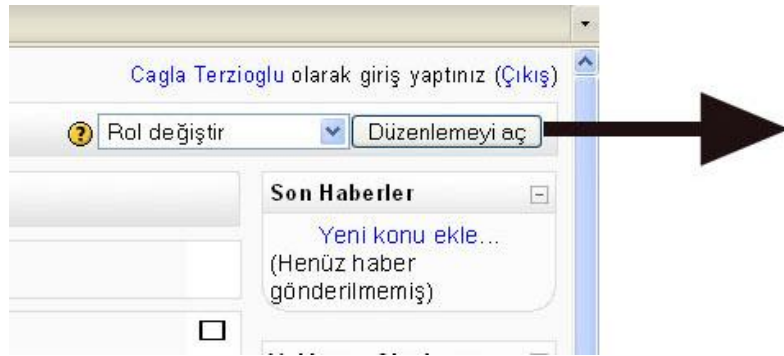 Cagla Terzioglu olarak giriş yaptınız (Çıkış)
Rol değiştir Düzenlemeyi aç
Son Haberler
Yeni konu ekle...
(Henüz haber
gönderilmemiş)